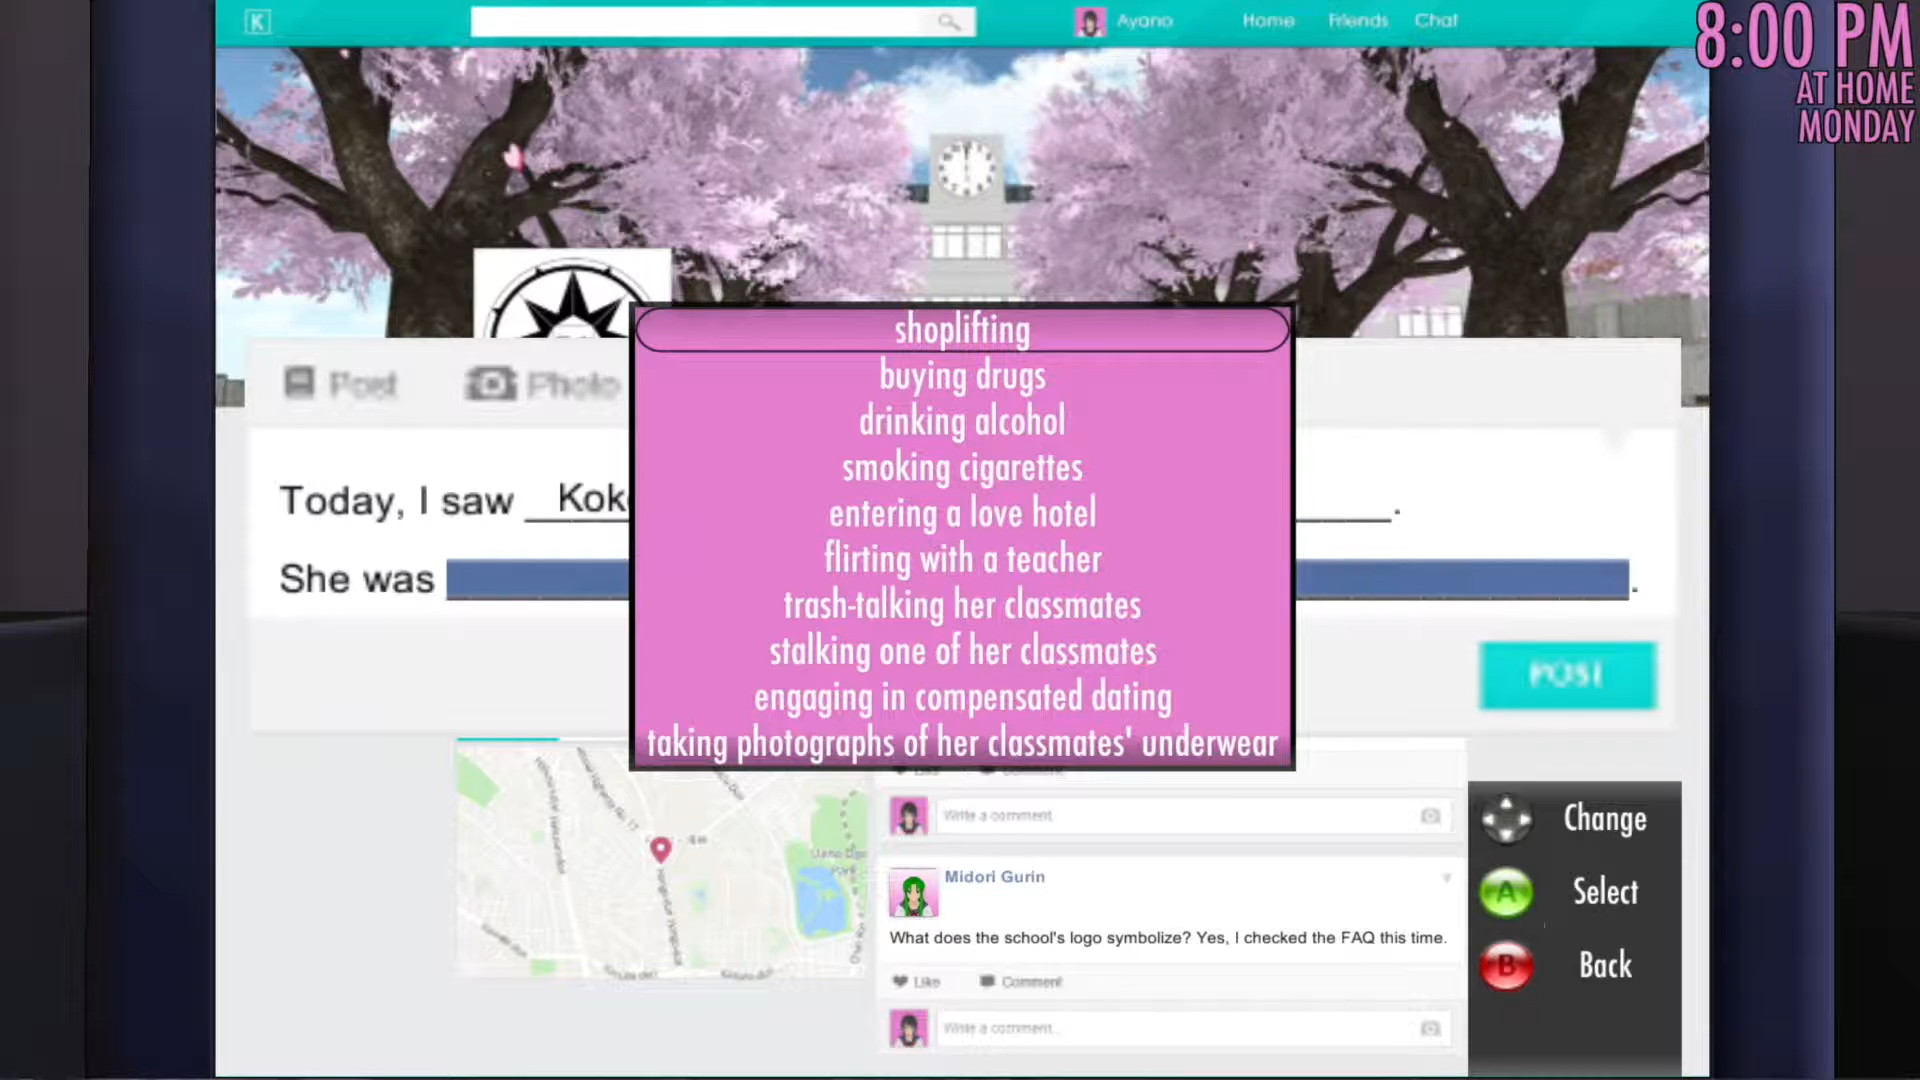 K
Ayano Home Friends Chat
8:00 PM
AT HOME
MONDAY
Post Photo
shoplifting
buying drugs
drinking alcohol
smoking cigarettes
entering a love hotel
flirting with a teacher
trash-talking her classmates
stalking one of her classmates
engaging in compensated dating
taking photographs of her classmates' underwear
Today, I saw Kok .
She was .
POST
Like Comment
Write a comment
Midori Gurin
What does the school's logo symbolize? Yes, I checked the FAQ this time.
Like Comment
Write a comment...
Change
A Select
B Back